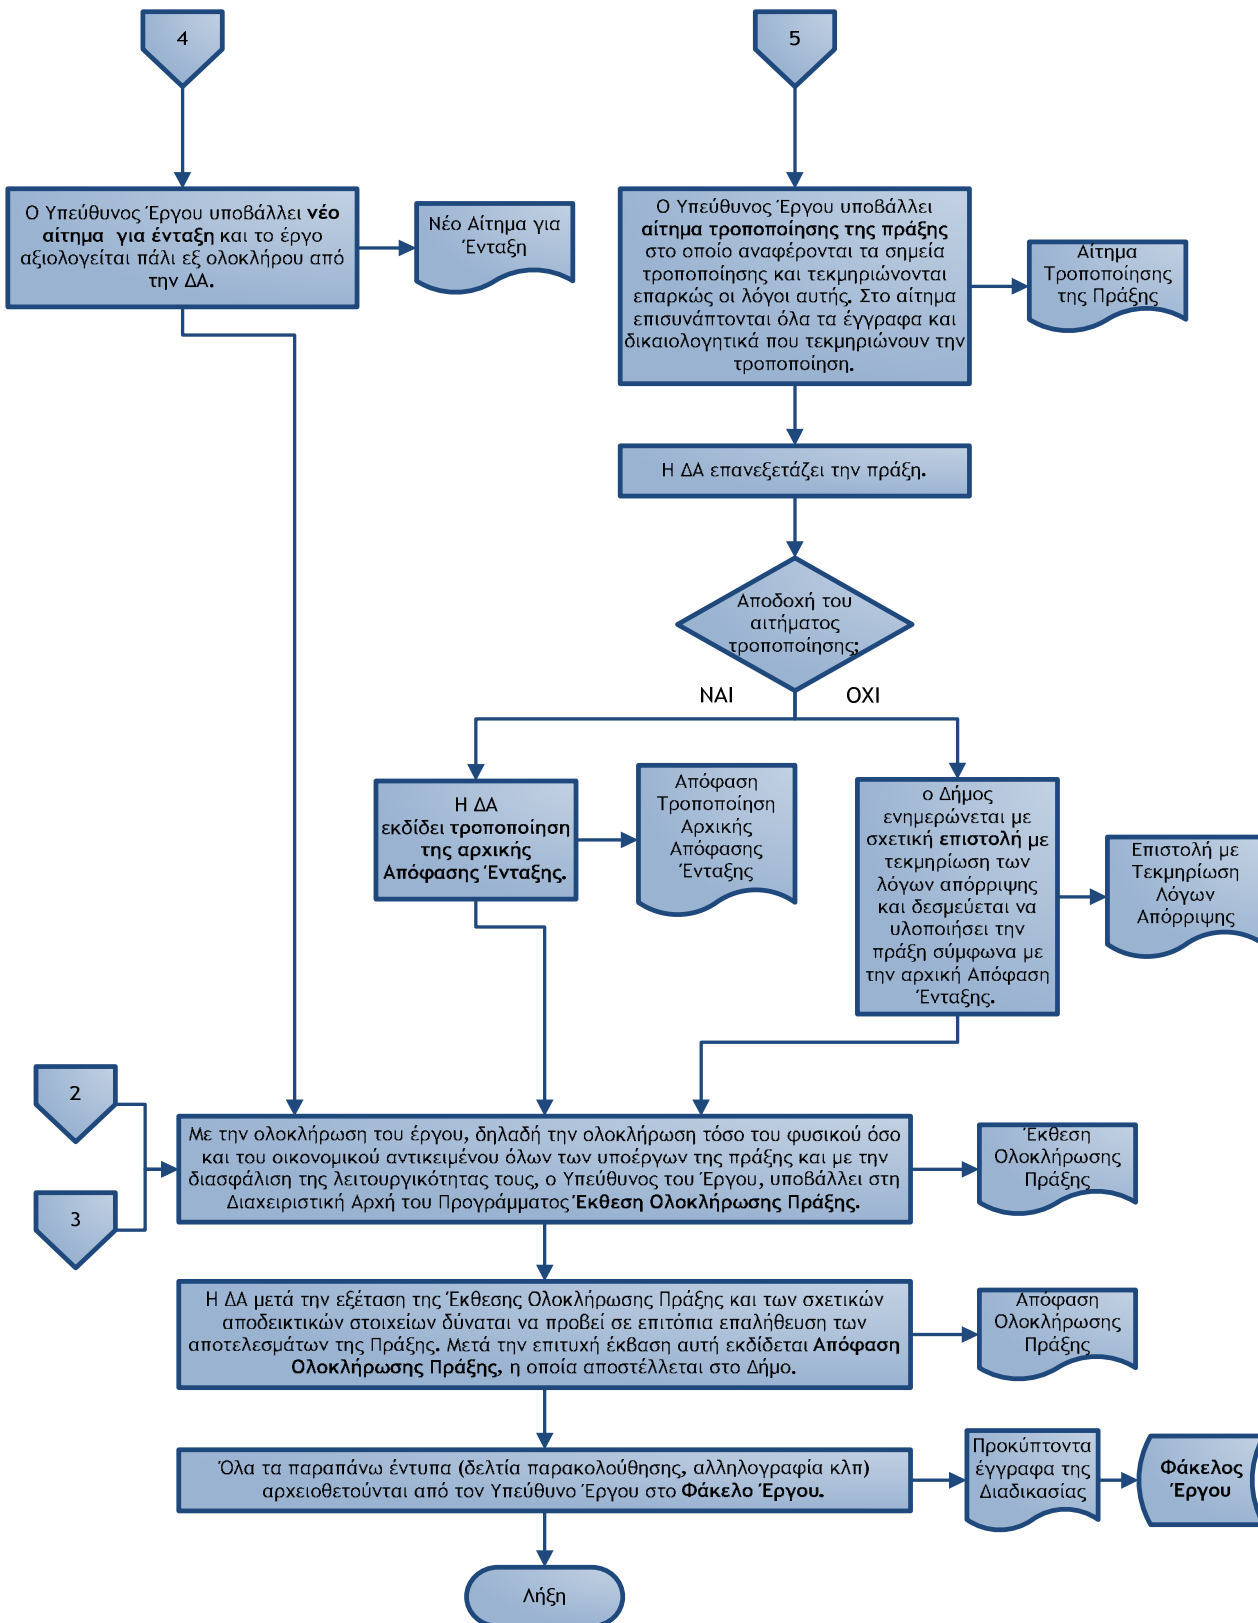 4
5
Ο Υπεύθυνος Έργου υποβάλλει νέο
αίτημα για ένταξη και το έργο
αξιολογείται πάλι εξ ολοκλήρου από
την ΔΑ.
Νέο Αίτημα για
Ένταξη
Ο Υπεύθυνος Έργου υποβάλλει
αίτημα τροποποίησης της πράξης
στο οποίο αναφέρονται τα σημεία
τροποποίησης και τεκμηριώνονται
επαρκώς οι λόγοι αυτής. Στο αίτημα
επισυνάπτονται όλα τα έγγραφα και
δικαιολογητικά που τεκμηριώνουν την
τροποποίηση.
Αίτημα
Τροποποίησης
της Πράξης
Η ΔΑ επανεξετάζει την πράξη.
Αποδοχή του
αιτήματος
τροποποίησης;
ΝΑΙ
ΟΧΙ
Η ΔΑ
εκδίδει τροποποίηση
της αρχικής
Απόφασης Ένταξης.
Απόφαση
Τροποποίηση
Αρχικής
Απόφασης
Ένταξης
ο Δήμος
ενημερώνεται με
σχετική επιστολή με
τεκμηρίωση των
λόγων απόρριψης
και δεσμεύεται να
υλοποιήσει την
πράξη σύμφωνα με
την αρχική Απόφαση
Ένταξης.
Επιστολή με
Τεκμηρίωση
Λόγων
Απόρριψης
2
3
Με την ολοκλήρωση του έργου, δηλαδή την ολοκλήρωση τόσο του φυσικού όσο
και του οικονομικού αντικειμένου όλων των υποέργων της πράξης και με την
διασφάλιση της λειτουργικότητας τους, ο Υπεύθυνος του Έργου, υποβάλλει στη
Διαχειριστική Αρχή του Προγράμματος Έκθεση Ολοκλήρωσης Πράξης.
Έκθεση
Ολοκλήρωσης
Πράξης
Η ΔΑ μετά την εξέταση της Έκθεσης Ολοκλήρωσης Πράξης και των σχετικών
αποδεικτικών στοιχείων δύναται να προβεί σε επιτόπια επαλήθευση των
αποτελεσμάτων της Πράξης. Μετά την επιτυχή έκβαση αυτή εκδίδεται Απόφαση
Ολοκλήρωσης Πράξης, η οποία αποστέλλεται στο Δήμο.
Απόφαση
Ολοκλήρωσης
Πράξης
Όλα τα παραπάνω έντυπα (δελτία παρακολούθησης, αλληλογραφία κλπ)
αρχειοθετούνται από τον Υπεύθυνο Έργου στο Φάκελο Έργου.
Προκύπτοντα
έγγραφα της
Διαδικασίας
Φάκελος
Έργου
Λήξη